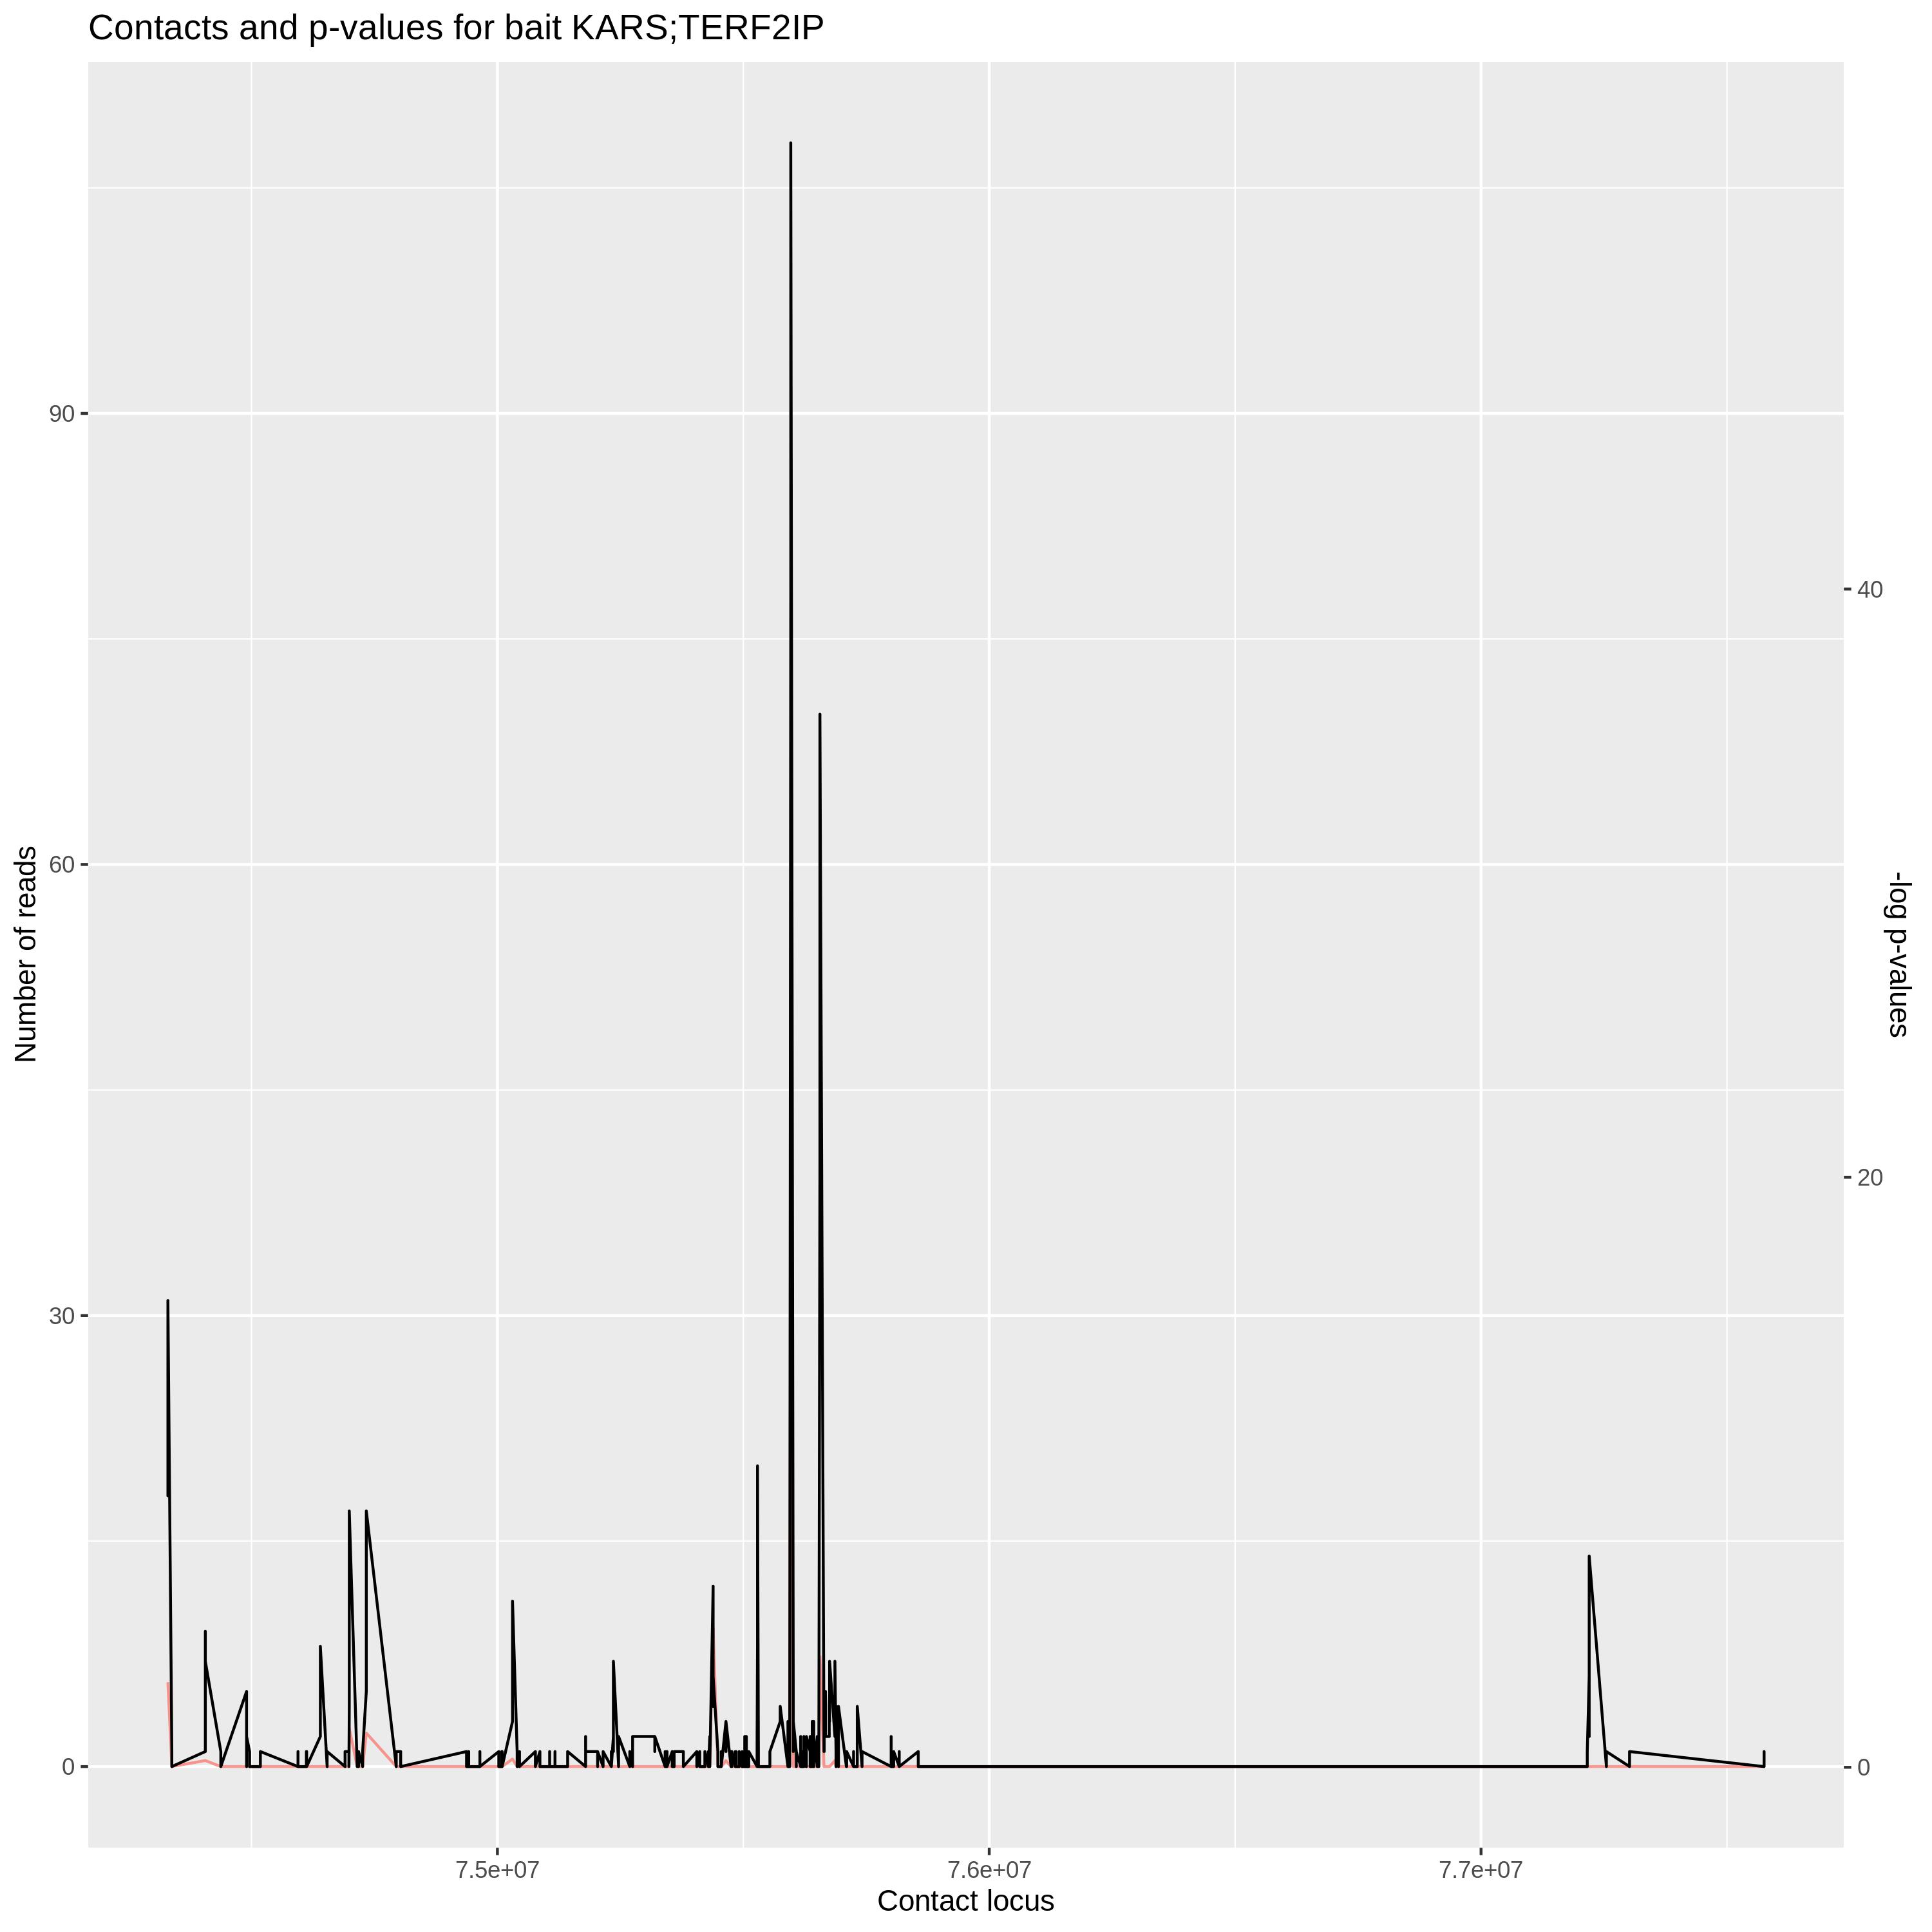 Contacts and p-values for bait KARS;TERF2IP
Number of reads
90
60
30
0
-log p-values
40
20
0
7.5e+07
7.6e+07
7.7e+07
Contact locus